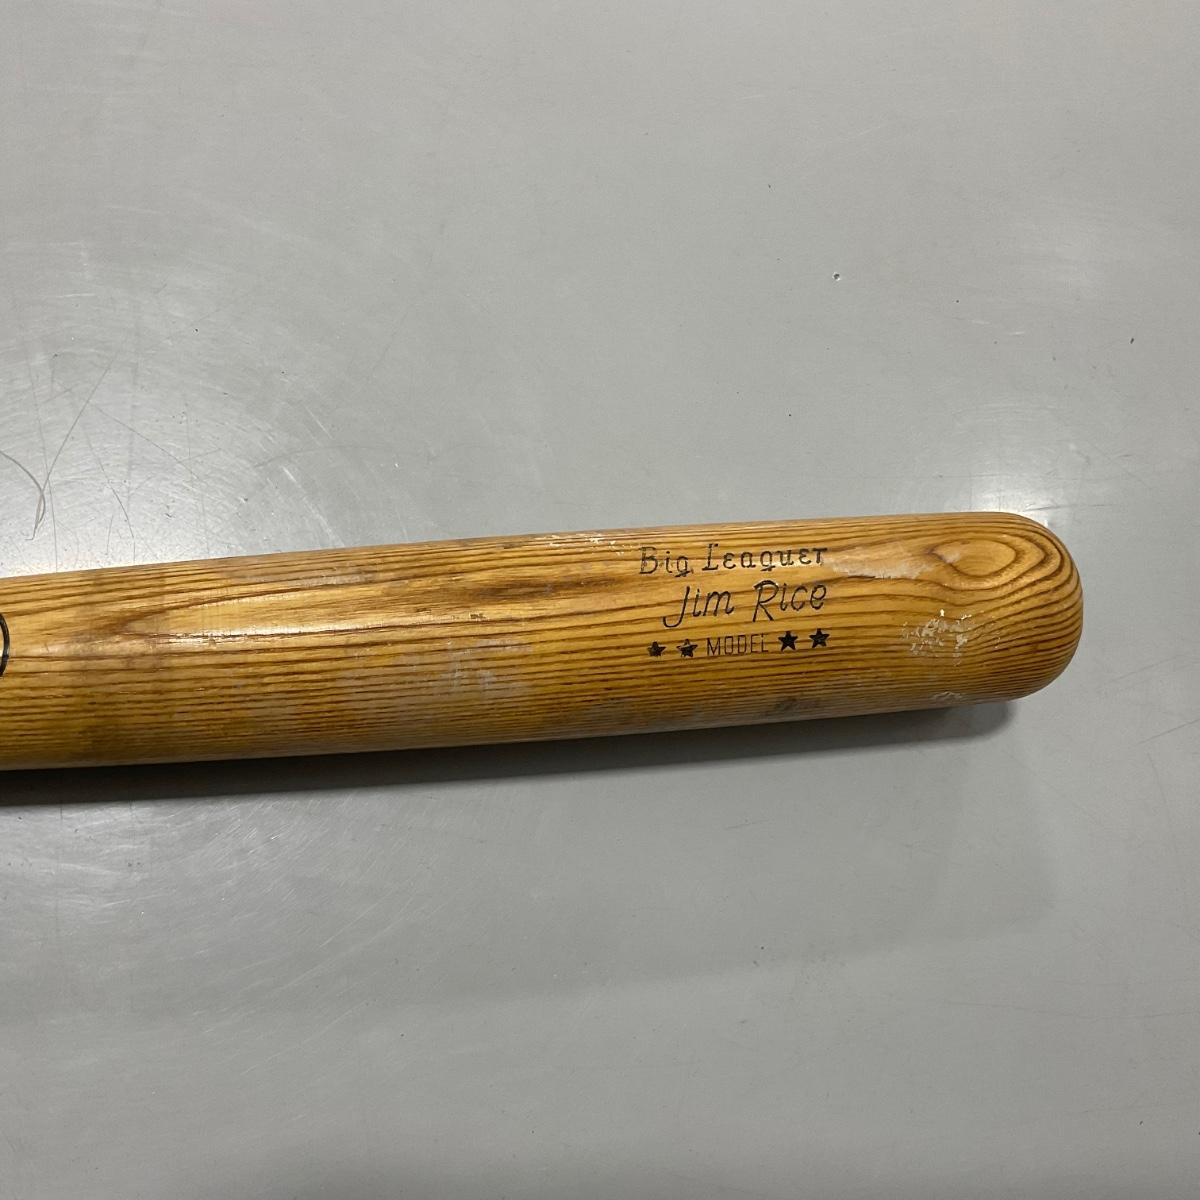 Big Leaguer
Jim Rice
★ ★ MODEL ★ ★